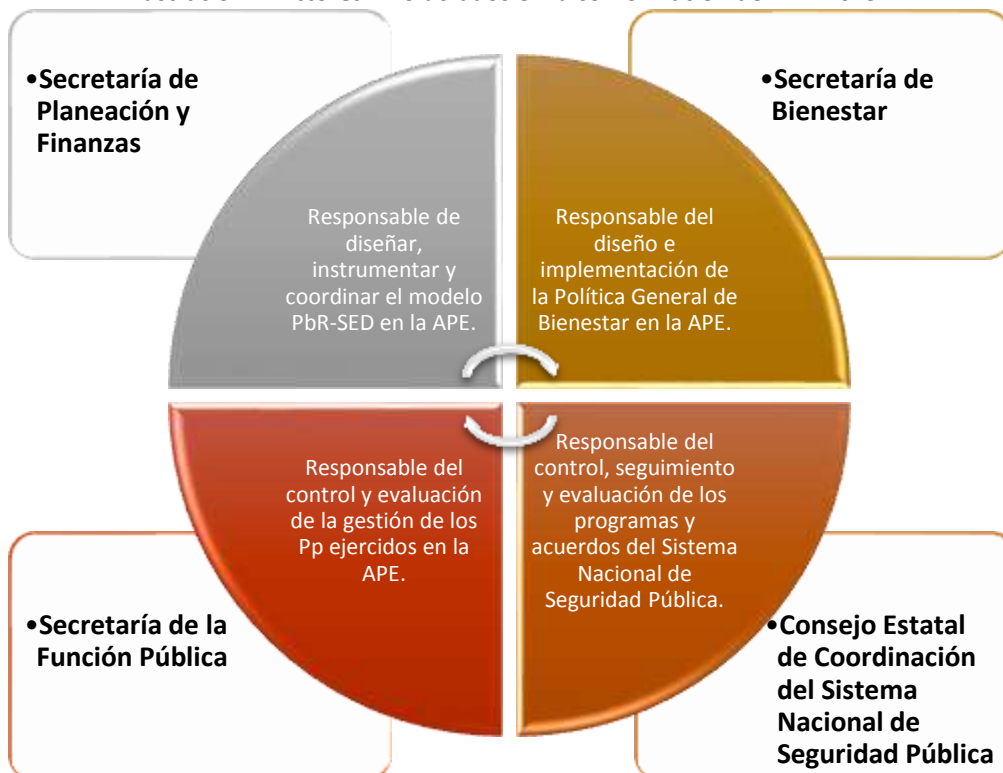 •Secretaría de
Planeación y
Finanzas
•Secretaría de
Bienestar
Responsable de
diseñar,
instrumentar y
coordinar el modelo
PbR-SED en la APE.
Responsable del
diseño e
implementación de
la Política General de
Bienestar en la APE.
Responsable del
control y evaluación
de la gestión de los
Pp ejercidos en la
APE.
Responsable del
control, seguimiento
y evaluación de los
programas y
acuerdos del Sistema
Nacional de
Seguridad Pública.
•Secretaría de la
Función Pública
•Consejo Estatal
de Coordinación
del Sistema
Nacional de
Seguridad Pública